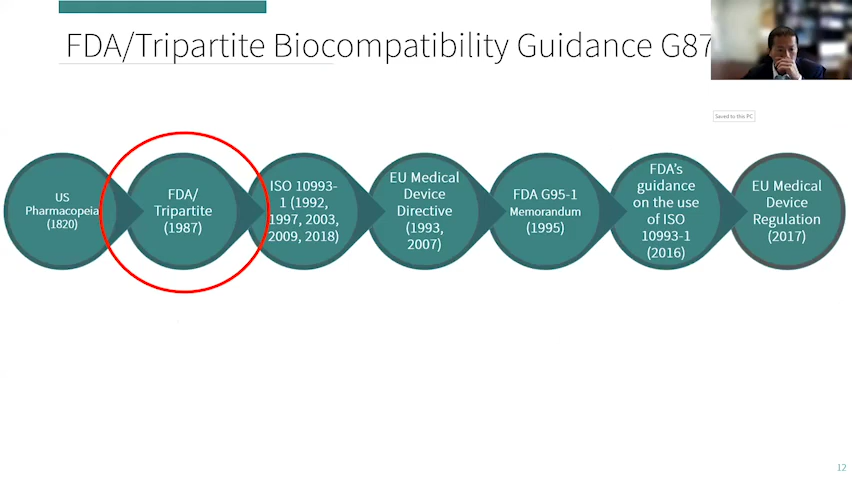 FDA/Tripartite Biocompatibility Guidance G87
Saved to this PC
US
Pharmacopeia
(1820)
FDA/
Tripartite
(1987)
ISO 10993-
1 (1992,
1997, 2003,
2009, 2018)
EU Medical
Device
Directive
(1993,
2007)
FDA G95-1
Memorandum
(1995)
FDA's
guidance
on the use
of ISO
10993-1
(2016)
EU Medical
Device
Regulation
(2017)
12